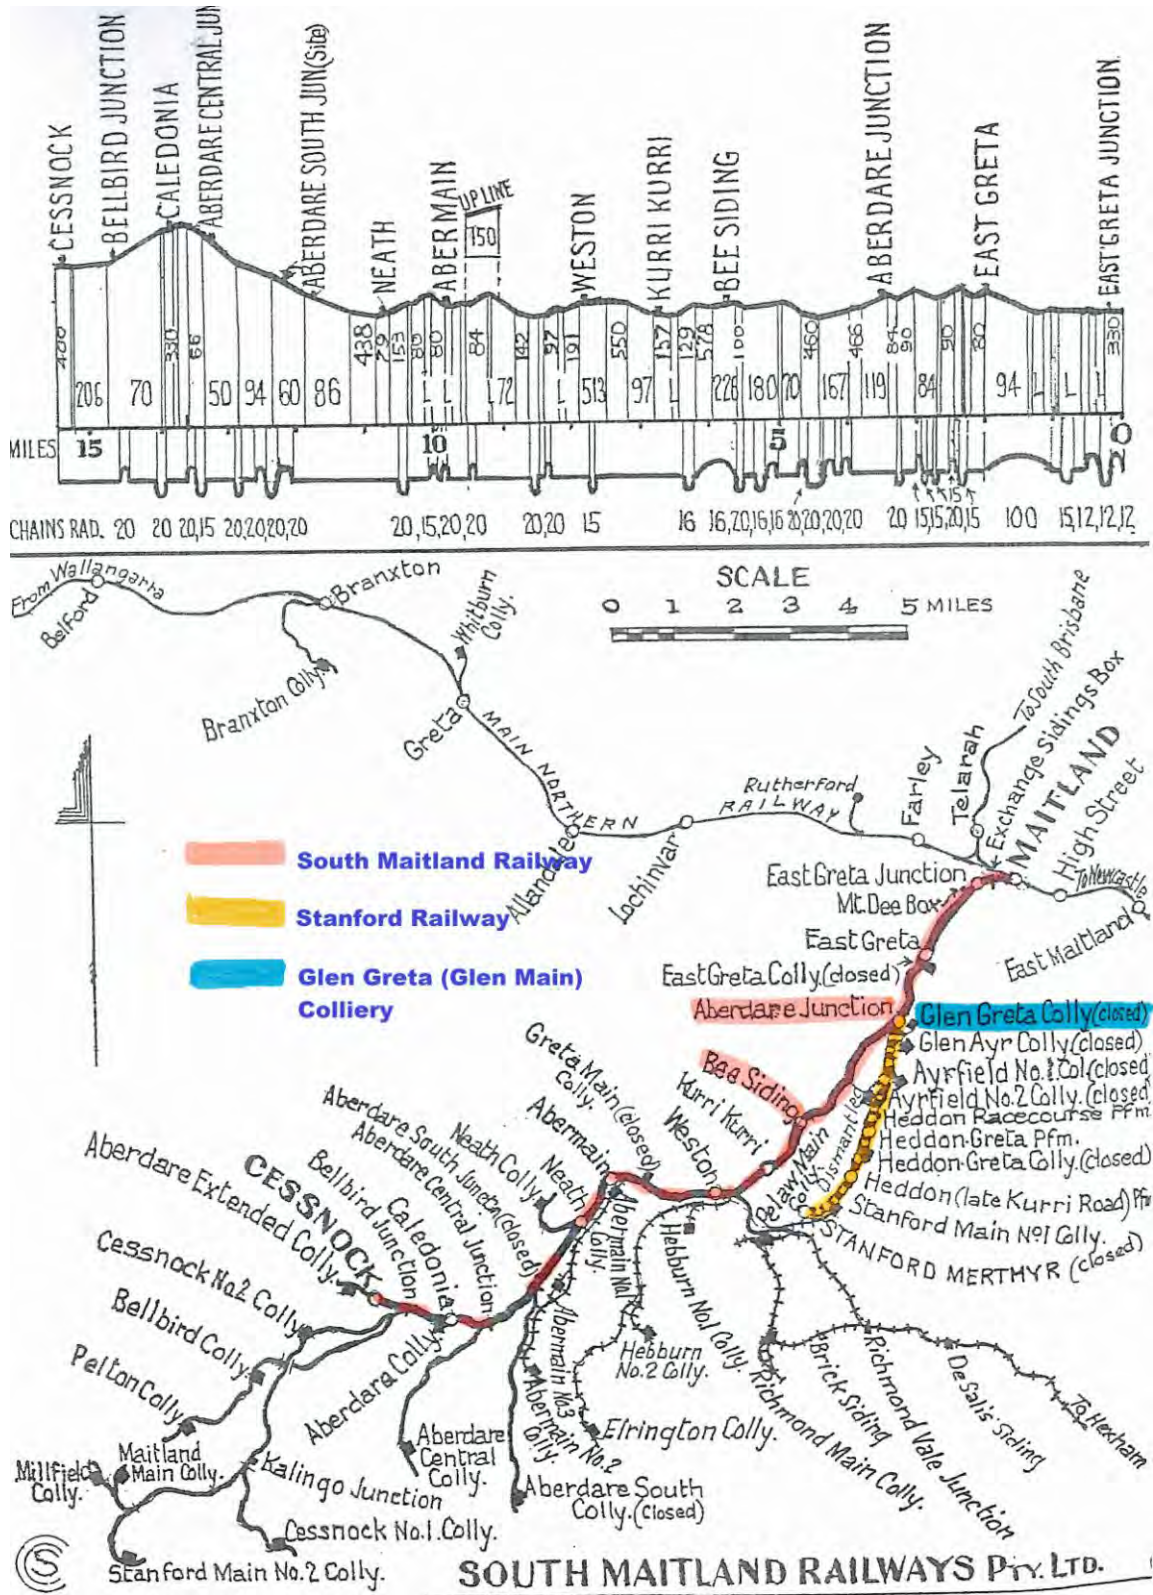 CESSNOCK
BELLBIRD JUNCTION
CALEDONIA
ABERDARE CENTRAL JUN
ABERDARE SOUTH JUN(Site)
NEATH
ABERMAIN
UP LINE
150
WESTON
KURRI KURRI
BEE SIDING
ABERDARE JUNCTION
EAST GRETA
EAST GRETA JUNCTION
400 330 66 438 79 153 80 80 84 142 97 191 550 157 129 578 100 460 466 84 90 90 80 330
206 70 50 94 60 86 L L L 72 L 513 97 L 226 180 70 167 119 84 94 L L L
MILES 15 10 5 0
15
CHAINS RAD. 20 20 20,15 20,20,20,20 20,15,20 20 20,20 15 16 16,20,16,16 20,20,20,20 20 15,15,20,15 100 15,12,12,12
SCALE
0 1 2 3 4 5 MILES
From Wallangarra
Belford
Branxton
Branxton Colly.
Whitburn Colly.
Greta
MAIN NORTHERN RAILWAY
Allandale
Lochinvar
Rutherford
Farley
Telarah
To South Brisbane
Exchange Sidings Box
MAITLAND
High Street
To Newcastle
East Maitland
South Maitland Railway
Stanford Railway
Glen Greta (Glen Main)
Colliery
East Greta Junction
Mt. Dee Box
East Greta
East Greta Colly.(closed)
Aberdare Junction
Glen Greta Colly(closed)
Glen Ayr Colly(closed)
Ayrfield No.1 Col.(closed
Ayrfield No.2 Colly.(closed
Heddon Racecourse Pfm.
Heddon-Greta Pfm.
Heddon-Greta Colly.(closed)
Heddon(late Kurri Road) Pfm
Stanford Main No1 Colly.
(closed)
STANFORD MERTHYR
Dismantled
Pelaw Main
Colly.
Bee Siding
Kurri Kurri
Weston
Greta Main(closed)
Colly.
Abermain
Neath
Neath Colly
Aberdare South Junction(closed)
Aberdare Central Junction
Caledonia
Bellbird Junction
CESSNOCK
Aberdare Extended Colly.
Cessnock No.2 Colly
Bellbird Colly.
Pelton Colly
Millfield
Colly.
Maitland
Main Colly.
Kalingo Junction
Cessnock No.1. Colly.
Stanford Main No.2 Colly.
Aberdare Colly.
Aberdare
Central
Colly.
Aberdare South
Colly.(Closed)
Abermain No.1
Colly.
Abermain No.3
Colly.
Abermain No.2
Elrington Colly.
Hebburn
No.2 Colly.
Hebburn No.1 Colly.
Richmond Main Colly.
Brick Siding
Richmond Vale Junction
De Salis' Siding
To Hexham
SOUTH MAITLAND RAILWAYS PTY. LTD.